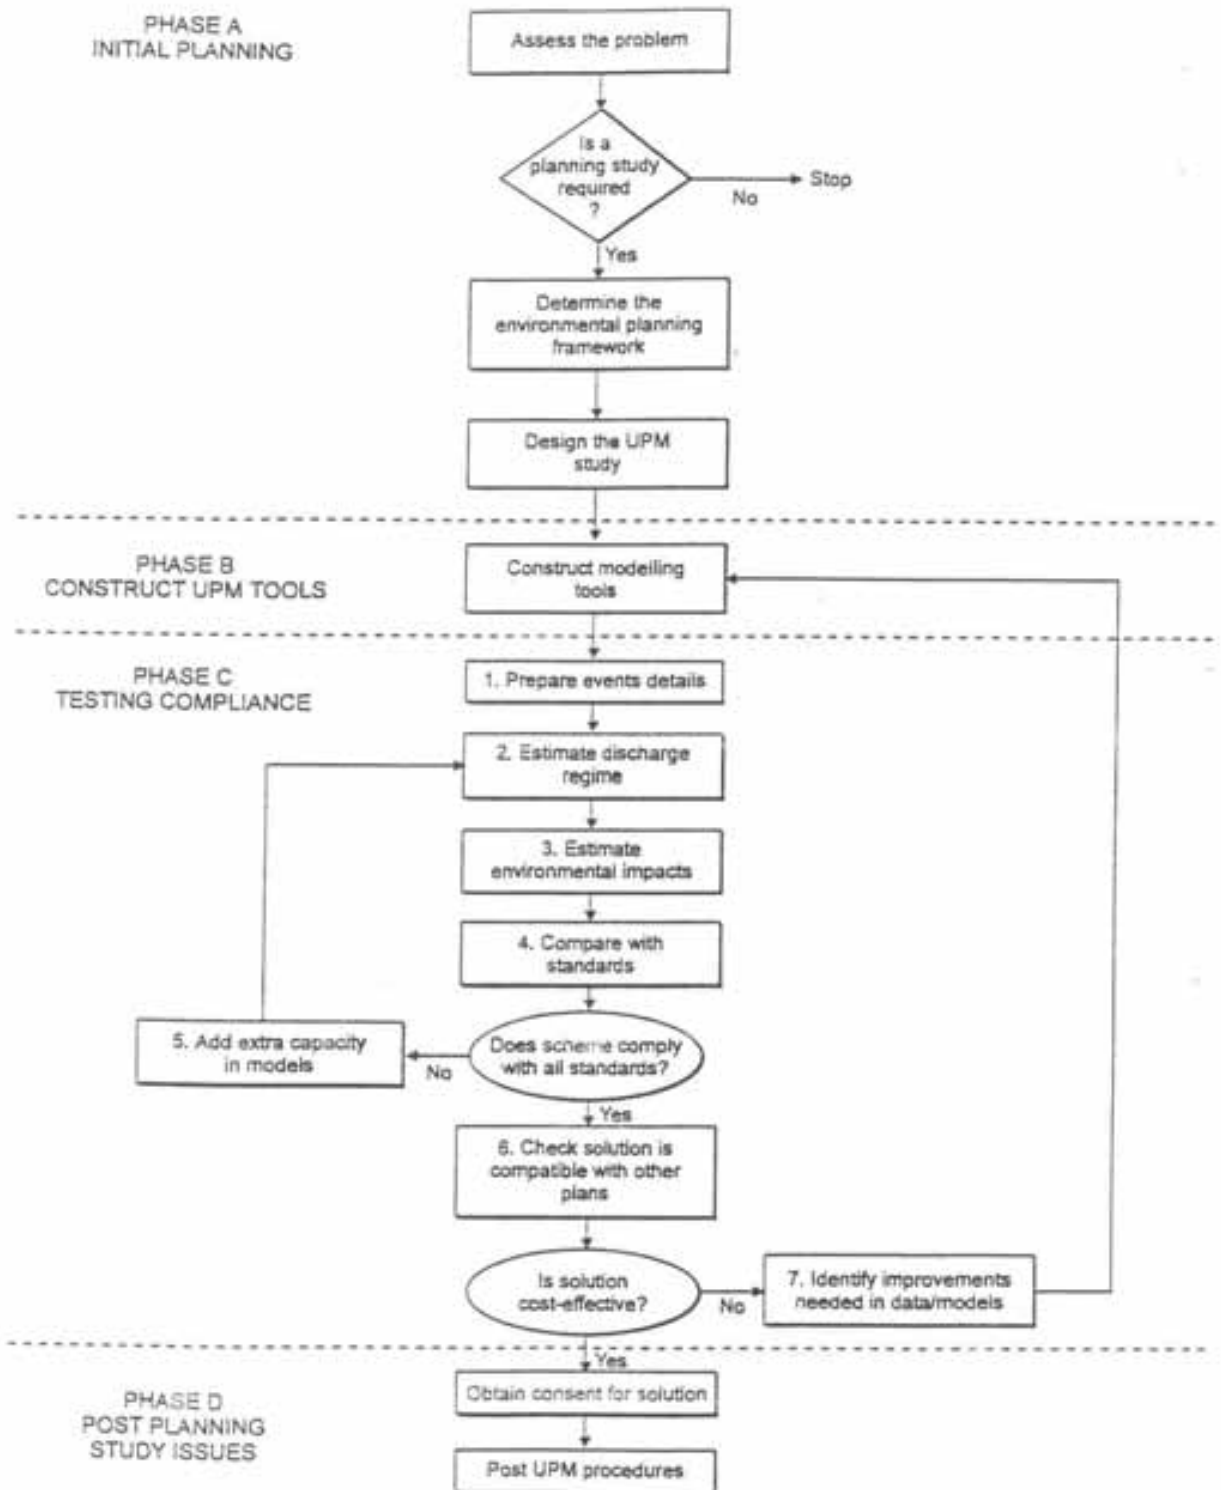 PHASE A
INITIAL PLANNING
Assess the problem
Is a
planning study
required
?
No
Stop
Yes
Determine the
environmental planning
framework
Design the UPM
study
PHASE B
CONSTRUCT UPM TOOLS
Construct modelling
tools
PHASE C
TESTING COMPLIANCE
1. Prepare events details
2. Estimate discharge
regime
3. Estimate
environmental impacts
4. Compare with
standards
5. Add extra capacity
in models
No
Does scheme comply
with all standards?
Yes
6. Check solution is
compatible with other
plans
Is solution
cost-effective?
No
7. Identify improvements
needed in data/models
Yes
PHASE D
POST PLANNING
STUDY ISSUES
Obtain consent for solution
Post UPM procedures